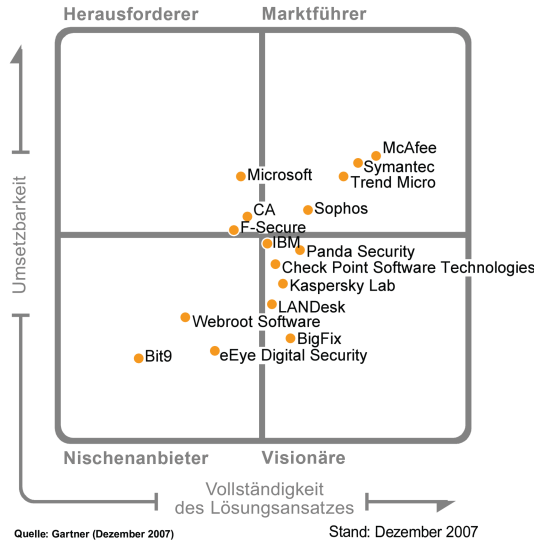 Herausforderer
Marktführer
McAfee
Symantec
Microsoft
Trend Micro
CA
Sophos
F-Secure
IBM
Panda Security
Check Point Software Technologies
Kaspersky Lab
LANDesk
Webroot Software
BigFix
Bit9
eEye Digital Security
Umsetzbarkeit
Nischenanbieter
Visionäre
Vollständigkeit
des Lösungsansatzes
Quelle: Gartner (Dezember 2007)
Stand: Dezember 2007